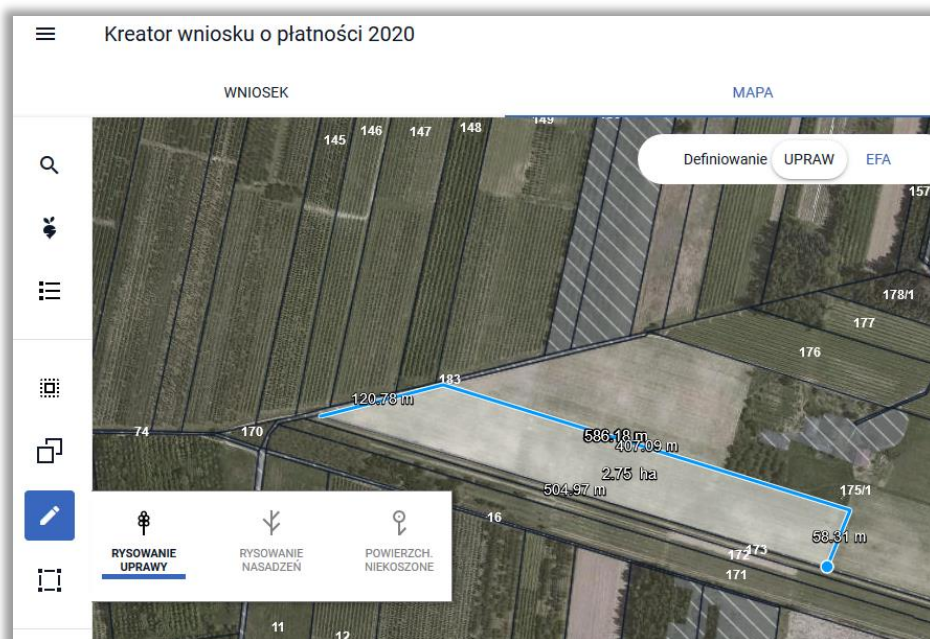 Kreator wniosku o płatności 2020
WNIOSEK
MAPA
149
148
147
146
145
Definiowanie UPRAW EFA
157
178/1
177
176
183
120.78 m
74
170
586.18 m
407.09 m
2.75 ha
504.97 m
175/1
16
58.31 m
172
173
171
RYSOWANIE
UPRAWY
RYSOWANIE
NASADZEŃ
POWIERZCH.
NIEKOSZONE
11
12